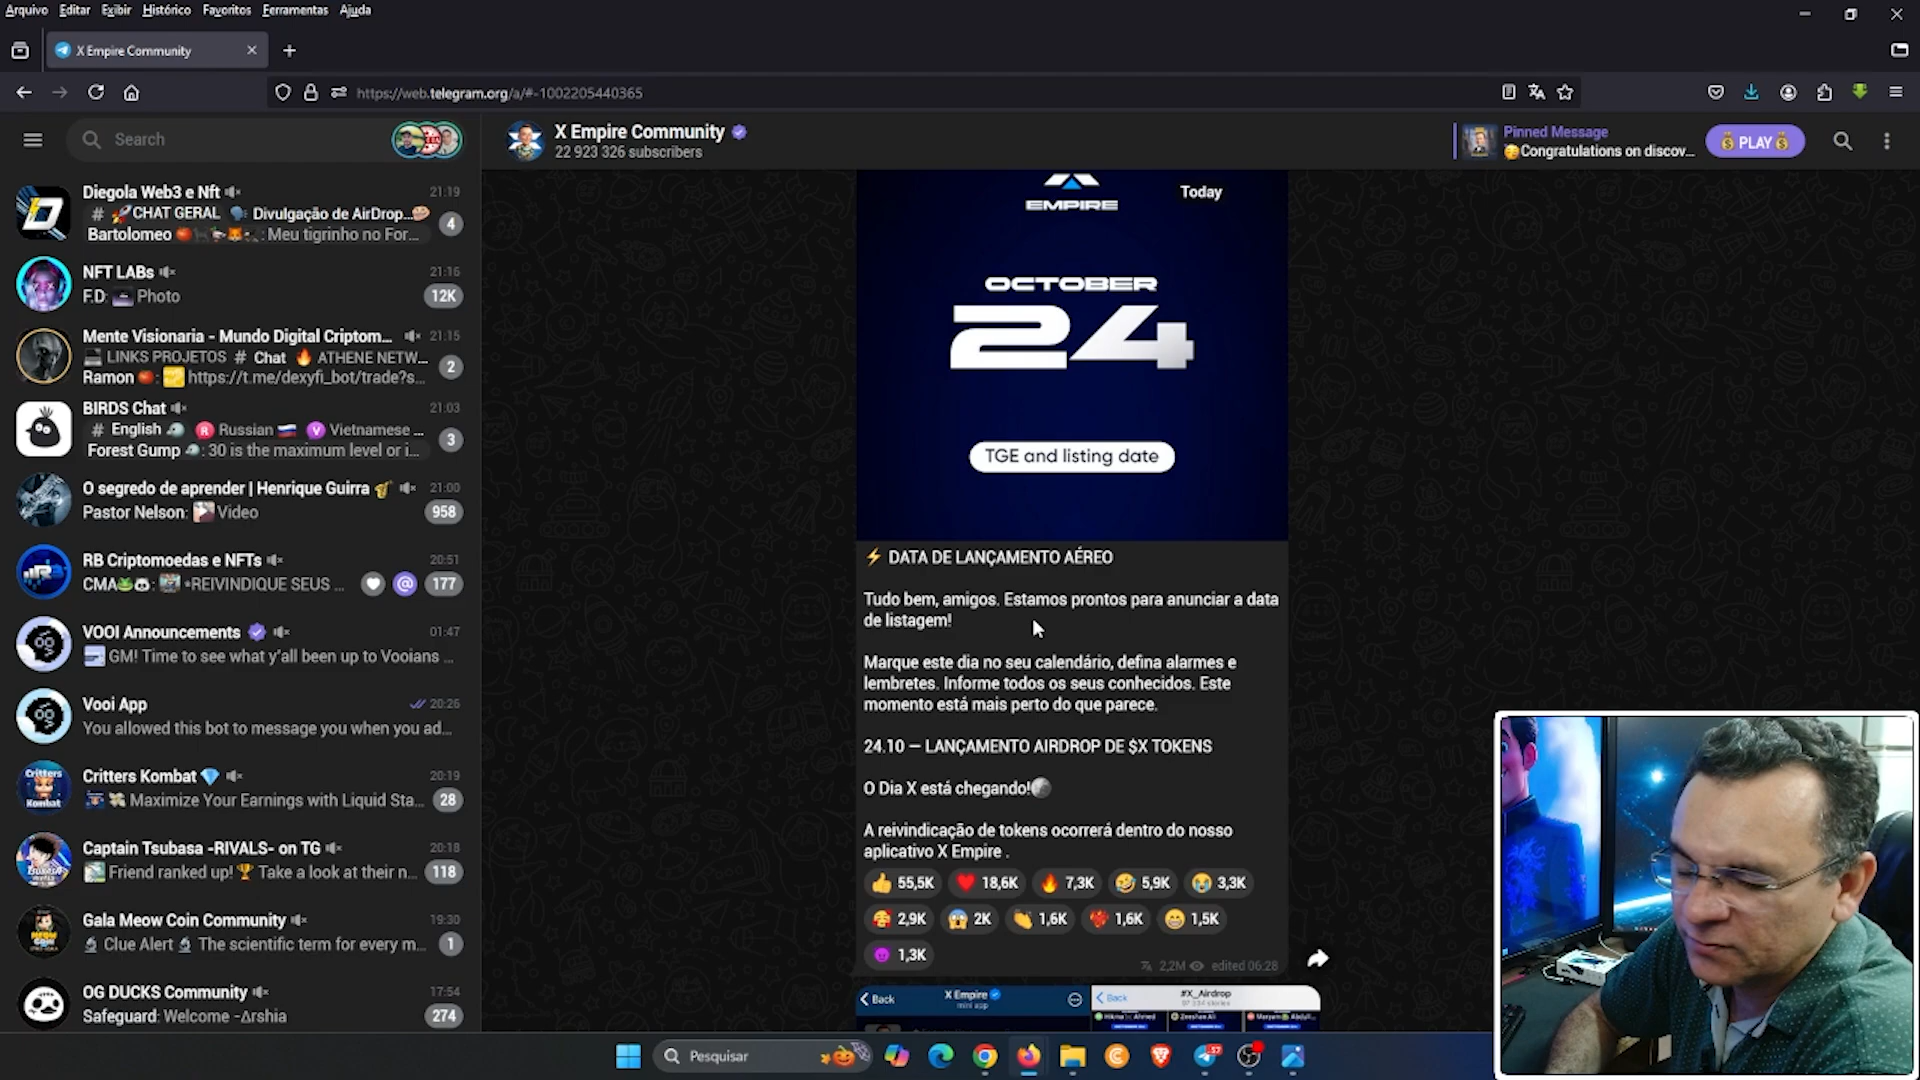 Arquivo Editar Exibir Histórico Favoritos Ferramentas Ajuda
X Empire Community
https://web.telegram.org/a/#-1002205440365
Search
X Empire Community
22 923 326 subscribers
Pinned Message
🥳Congratulations on discov...
💰PLAY💰
Diegola Web3 e Nft 21:19
# 🚀CHAT GERAL 🗣 Divulgação de AirDrop...
Bartolomeo : Meu tigrinho no For... 4
NFT LABs 21:16
F.D: Photo 12K
Mente Visionaria - Mundo Digital Criptom... 21:15
LINKS PROJETOS # Chat 🔥 ATHENE NETW...
Ramon : https://t.me/dexyfi_bot/trade?s... 2
BIRDS Chat 21:03
# English R Russian V Vietnamese ...
Forest Gump : 30 is the maximum level or i... 3
O segredo de aprender | Henrique Guirra 21:00
Pastor Nelson: Video 958
RB Criptomoedas e NFTs 20:51
CMA : •REIVINDIQUE SEUS ... @ 177
VOOI Announcements 01:47
GM! Time to see what y'all been up to Vooians ...
Vooi App 20:26
You allowed this bot to message you when you ad...
Critters Kombat 💎 20:19
Maximize Your Earnings with Liquid Sta... 28
Captain Tsubasa -RIVALS- on TG 20:18
Friend ranked up!🏆 Take a look at their n... 118
Gala Meow Coin Community 19:30
🔬 Clue Alert 🔬 The scientific term for every m... 1
OG DUCKS Community 17:54
Safeguard: Welcome -Δrshia 274
EMPIRE
Today
OCTOBER
24
TGE and listing date
⚡ DATA DE LANÇAMENTO AÉREO
Tudo bem, amigos. Estamos prontos para anunciar a data
de listagem!
Marque este dia no seu calendário, defina alarmes e
lembretes. Informe todos os seus conhecidos. Este
momento está mais perto do que parece.
24.10 — LANÇAMENTO AIRDROP DE $X TOKENS
O Dia X está chegando!
A reivindicação de tokens ocorrerá dentro do nosso
aplicativo X Empire .
👍 55,5K ❤ 18,6K 🔥 7,3K 🤣 5,9K 😭 3,3K
🥰 2,9K 😱 2K 👏 1,6K 1,6K 😁 1,5K
😈 1,3K
2,2M edited 06:28
Back X Empire
mini app
Back #X_Airdrop
Pesquisar